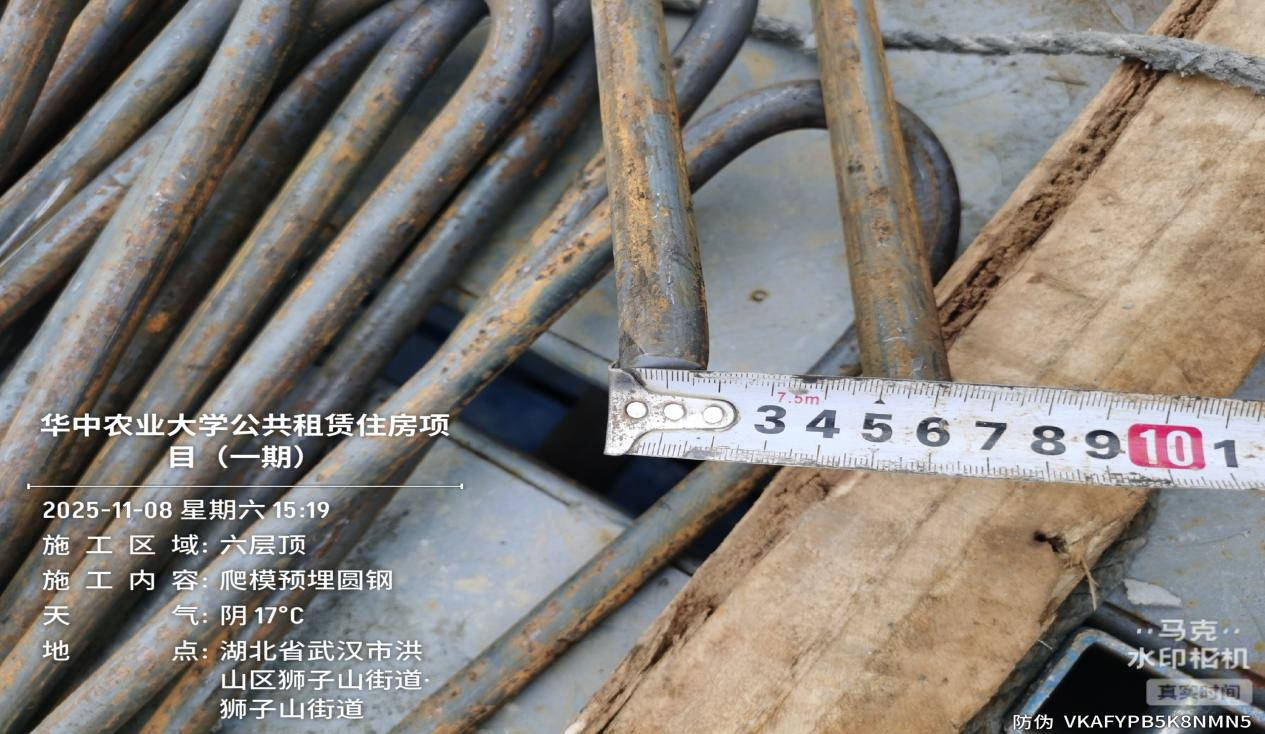 7.5m
3 4 5 6 7 8 9 10 1
华中农业大学公共租赁住房项
目（一期）
2025-11-08 星期六 15:19
施工区域: 六层顶
施工内容: 爬模预埋圆钢
天气: 阴 17°C
地点: 湖北省武汉市洪
山区狮子山街道·
狮子山街道
马克
水印相机
真实时间
防伪 VKAFYPB5K8NMN5